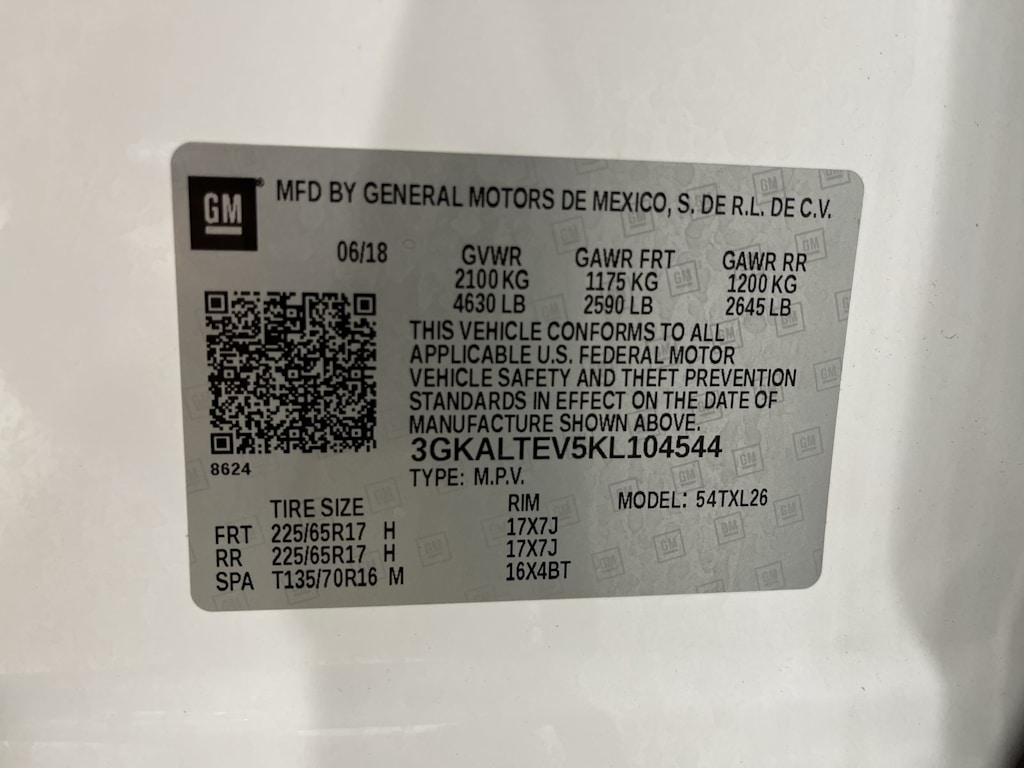 GM MFD BY GENERAL MOTORS DE MEXICO, S. DE R.L. DE C.V.
06/18 GVWR GAWR FRT GAWR RR
2100 KG 1175 KG 1200 KG
4630 LB 2590 LB 2645 LB
THIS VEHICLE CONFORMS TO ALL
APPLICABLE U.S. FEDERAL MOTOR
VEHICLE SAFETY AND THEFT PREVENTION
STANDARDS IN EFFECT ON THE DATE OF
MANUFACTURE SHOWN ABOVE.
3GKALTEV5KL104544
8624
TYPE: M.P.V.
TIRE SIZE RIM MODEL: 54TXL26
FRT 225/65R17 H 17X7J
RR 225/65R17 H 17X7J
SPA T135/70R16 M 16X4BT